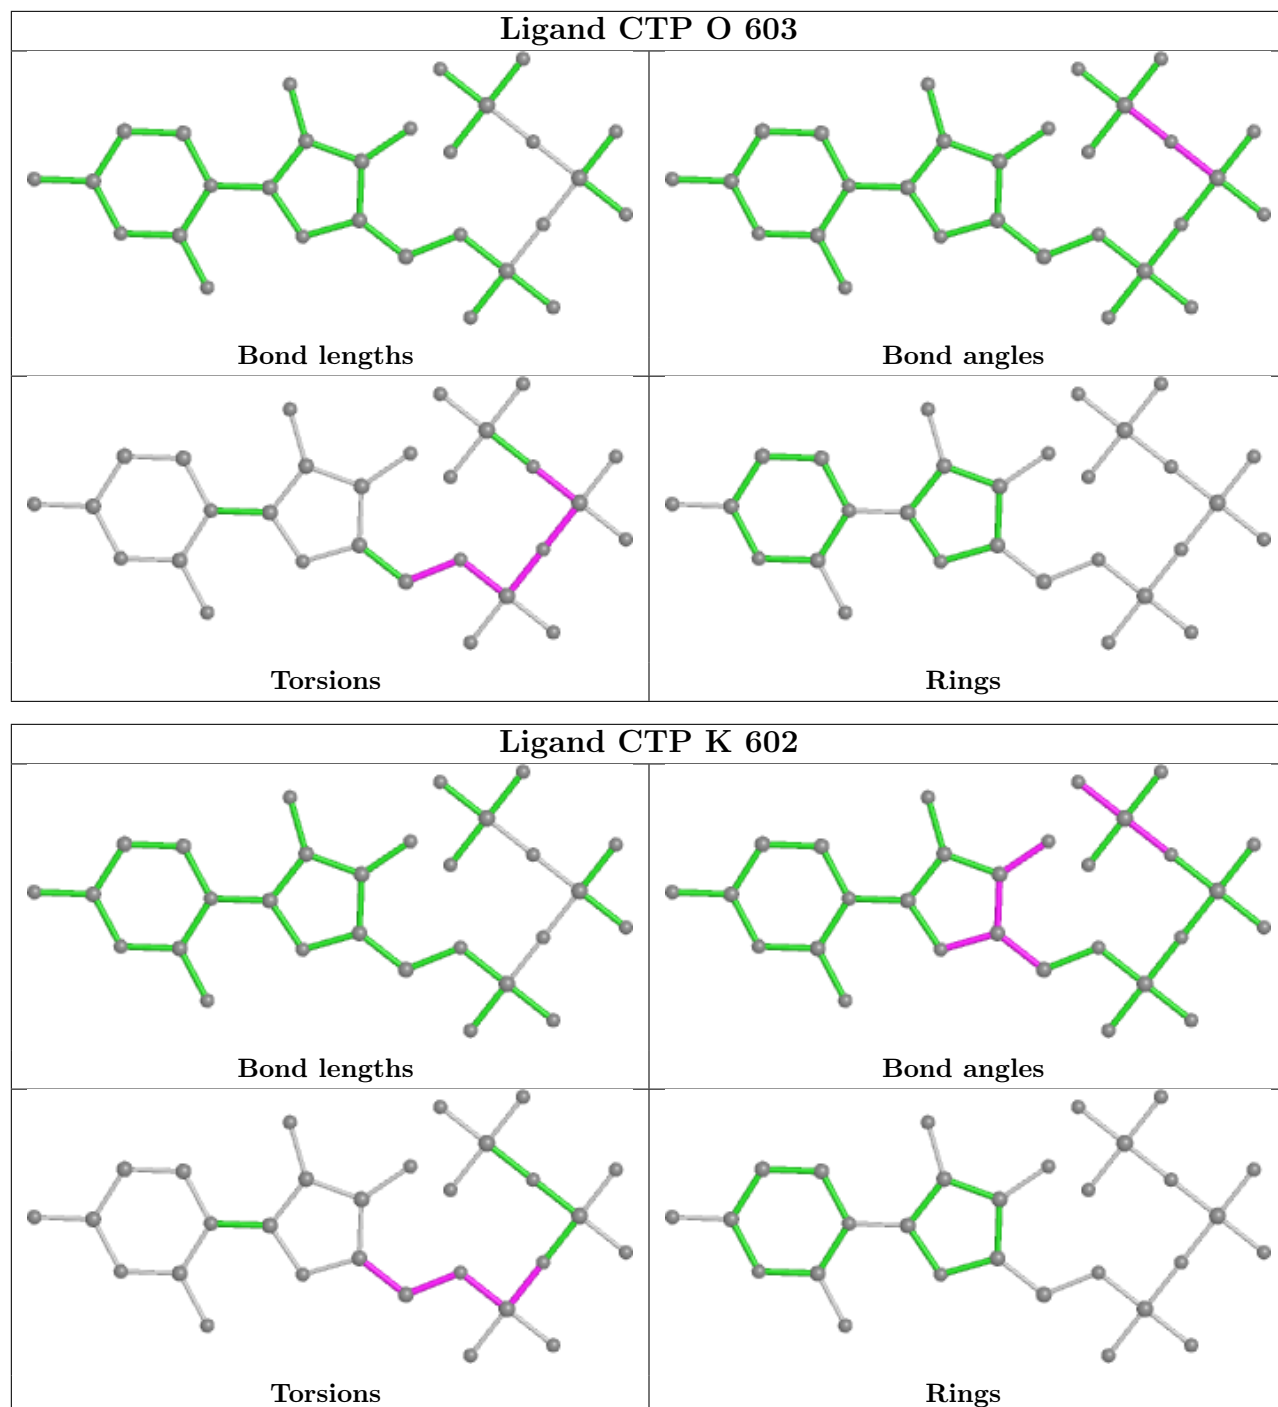 Ligand CTP O 603
Bond lengths
Bond angles
Torsions
Rings
Ligand CTP K 602
Bond lengths
Bond angles
Torsions
Rings